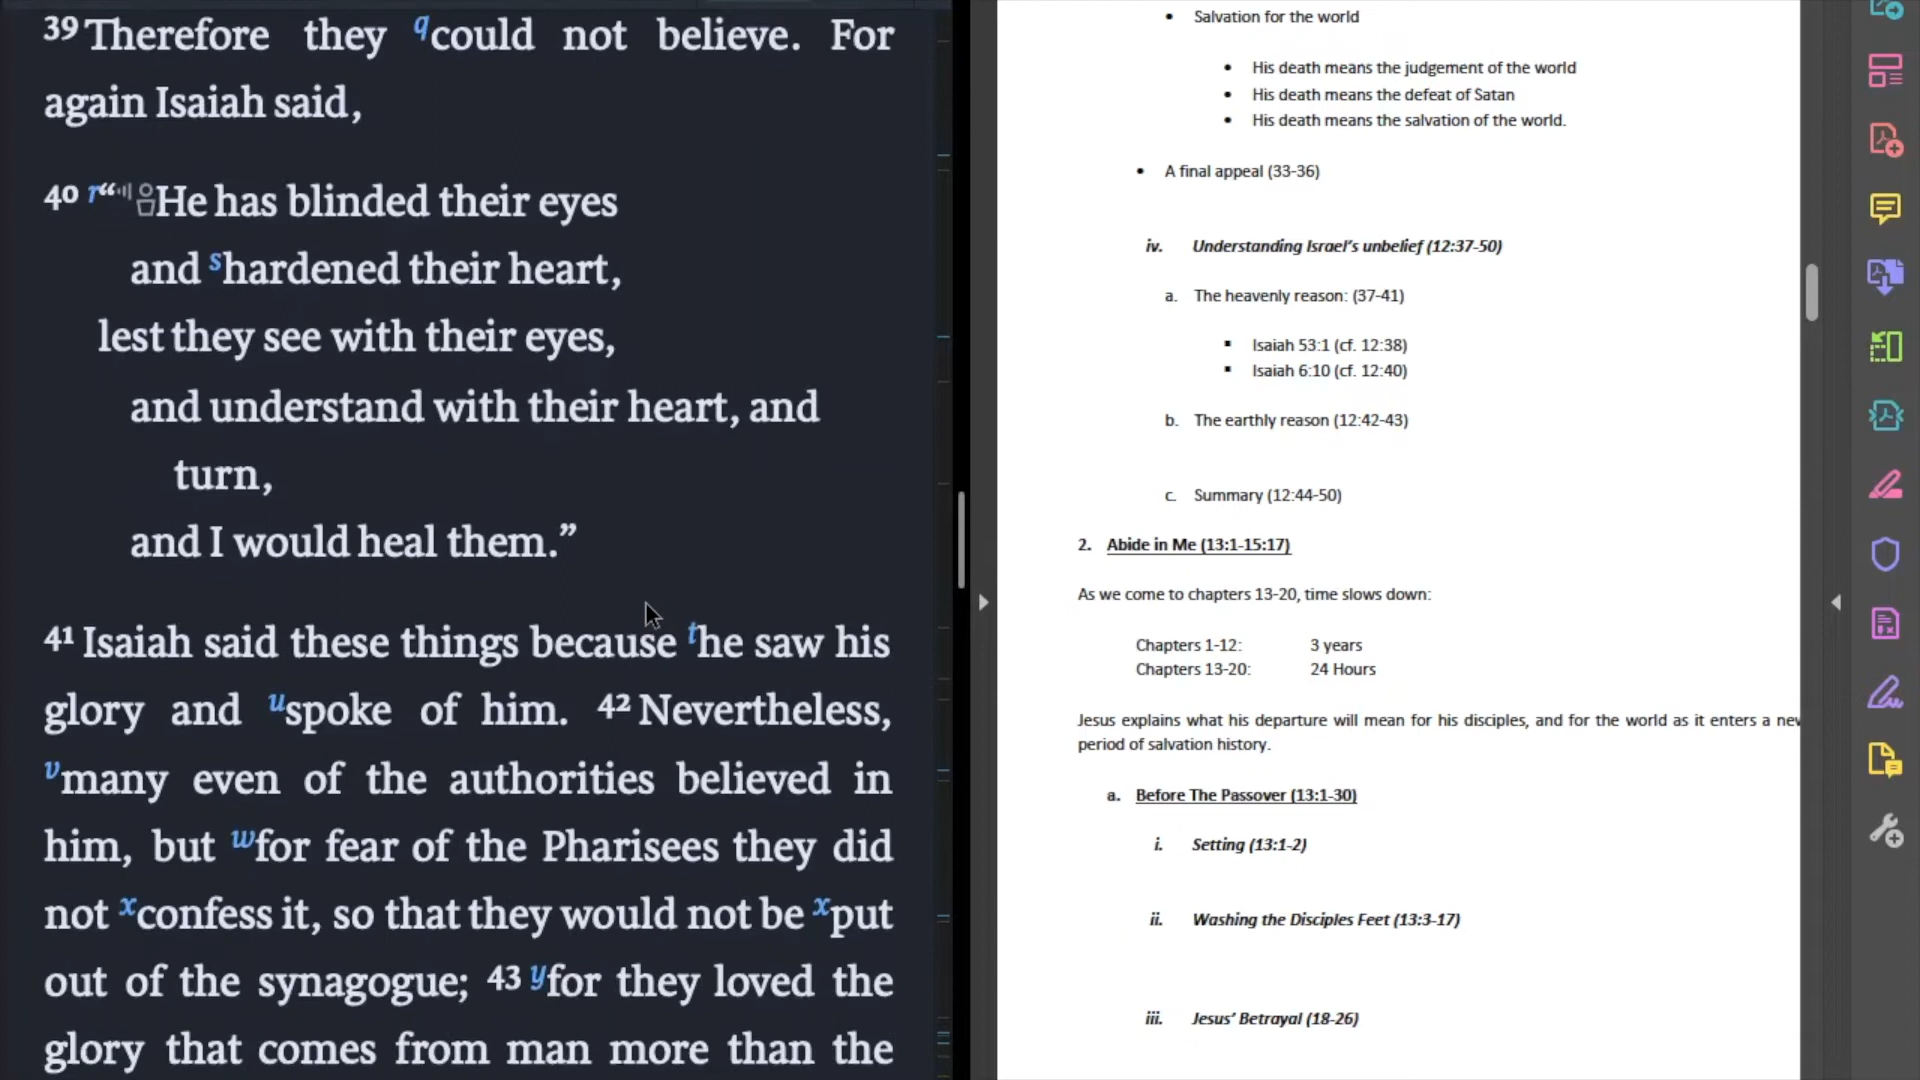 39 Therefore they qcould not believe. For
again Isaiah said,
40 r“He has blinded their eyes
and shardened their heart,
lest they see with their eyes,
and understand with their heart, and
turn,
and I would heal them.”
41 Isaiah said these things because the saw his
glory and uspoke of him. 42 Nevertheless,
vmany even of the authorities believed in
him, but wfor fear of the Pharisees they did
not xconfess it, so that they would not be xput
out of the synagogue; 43 yfor they loved the
glory that comes from man more than the
• Salvation for the world
• His death means the judgement of the world
• His death means the defeat of Satan
• His death means the salvation of the world.
• A final appeal (33-36)
iv. Understanding Israel's unbelief (12:37-50)
a. The heavenly reason: (37-41)
▪ Isaiah 53:1 (cf. 12:38)
▪ Isaiah 6:10 (cf. 12:40)
b. The earthly reason (12:42-43)
c. Summary (12:44-50)
2. Abide in Me (13:1-15:17)
As we come to chapters 13-20, time slows down:
Chapters 1-12: 3 years
Chapters 13-20: 24 Hours
Jesus explains what his departure will mean for his disciples, and for the world as it enters a new
period of salvation history.
a. Before The Passover (13:1-30)
i. Setting (13:1-2)
ii. Washing the Disciples Feet (13:3-17)
iii. Jesus' Betrayal (18-26)